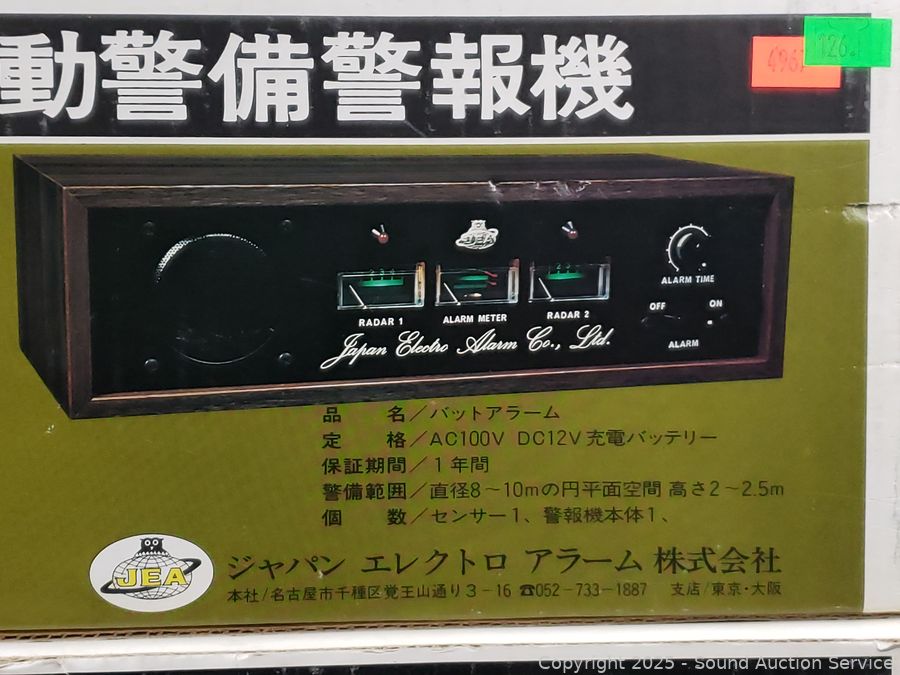 動警備警報機
126.
JEA
RADAR 1
ALARM METER
RADAR 2
ALARM TIME
OFF
ON
ALARM
Japan Electro Alarm Co., Ltd.
品 名／バットアラーム
定 格／AC100V DC12V充電バッテリー
保証期間／1年間
警備範囲／直径8〜10mの円平面空間 高さ2〜2.5m
個 数／センサー1、警報機本体1、
JEA
ジャパン エレクトロ アラーム 株式会社
本社/名古屋市千種区覚王山通り3-16 ☎052-733-1887 支店/東京・大阪
Copyright 2025 - Sound Auction Service